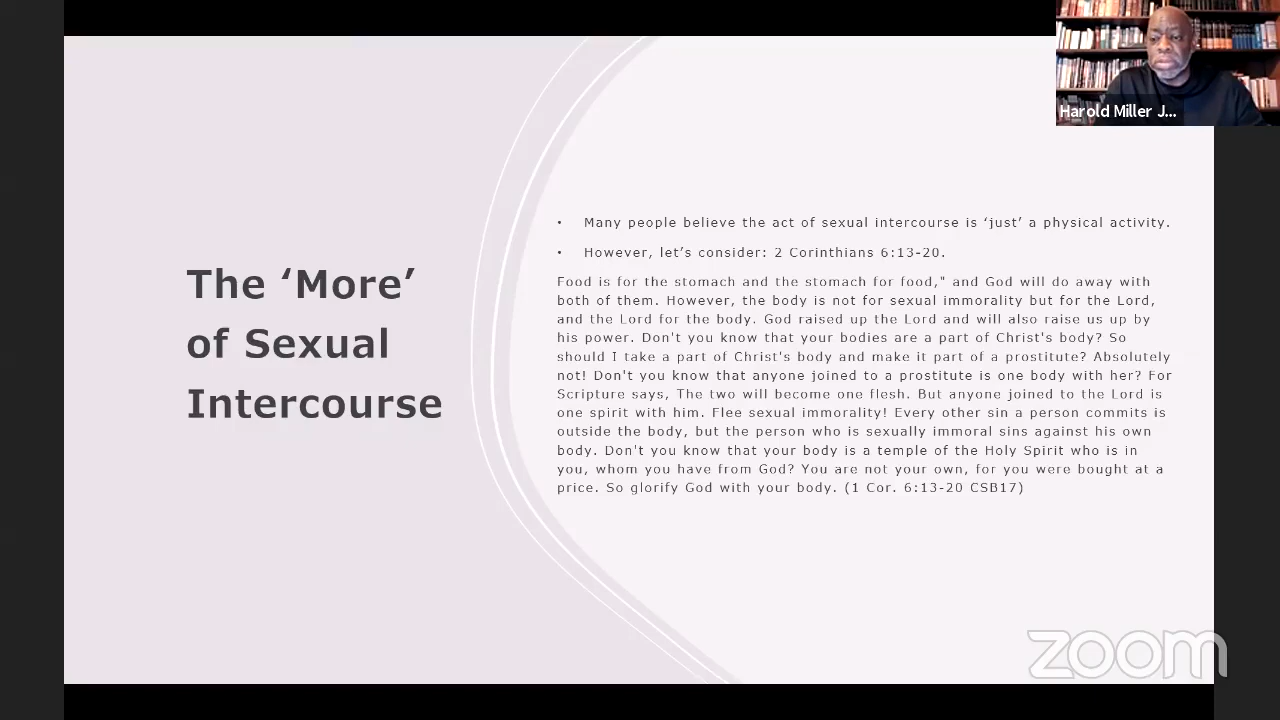 Harold Miller J...
The ‘More’
of Sexual
Intercourse
• Many people believe the act of sexual intercourse is ‘just’ a physical activity.
• However, let’s consider: 2 Corinthians 6:13-20.
Food is for the stomach and the stomach for food," and God will do away with
both of them. However, the body is not for sexual immorality but for the Lord,
and the Lord for the body. God raised up the Lord and will also raise us up by
his power. Don't you know that your bodies are a part of Christ's body? So
should I take a part of Christ's body and make it part of a prostitute? Absolutely
not! Don't you know that anyone joined to a prostitute is one body with her? For
Scripture says, The two will become one flesh. But anyone joined to the Lord is
one spirit with him. Flee sexual immorality! Every other sin a person commits is
outside the body, but the person who is sexually immoral sins against his own
body. Don't you know that your body is a temple of the Holy Spirit who is in
you, whom you have from God? You are not your own, for you were bought at a
price. So glorify God with your body. (1 Cor. 6:13-20 CSB17)
zoom